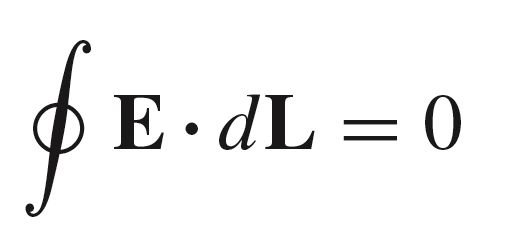 ∮ E · dL = 0